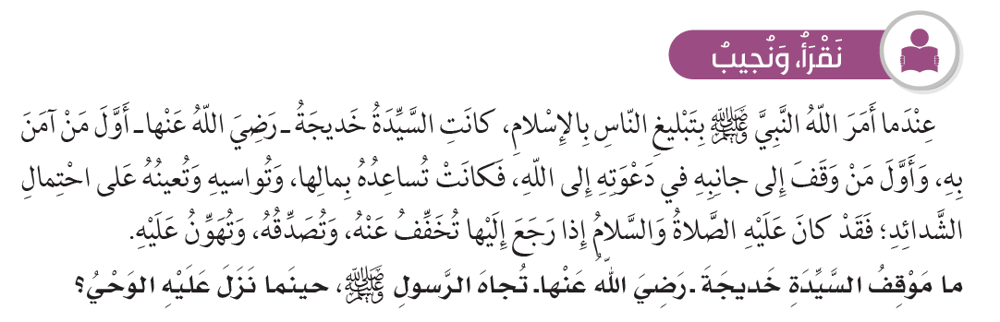 نَقْرَأُ، وَنُجيبُ
عِنْدَما أَمَرَ اللّهُ النَّبِيَّ ﷺ بِتَبْليغِ النّاسِ بِالإِسْلامِ، كانَتِ السَّيِّدَةُ خَديجَةُ ـ رَضِيَ اللّهُ عَنْها ـ أَوَّلَ مَنْ آمَنَ
بِهِ، وَأَوَّلَ مَنْ وَقَفَ إِلى جانِبِهِ في دَعْوَتِهِ إِلى اللّهِ، فَكانَتْ تُساعِدُهُ بِمالِها، وَتُواسيهِ وَتُعينُهُ عَلى احْتِمالِ
الشَّدائِدِ؛ فَقَدْ كانَ عَلَيْهِ الصَّلاةُ وَالسَّلامُ إِذا رَجَعَ إِلَيْها تُخَفِّفُ عَنْهُ، وَتُصَدِّقُهُ، وَتُهَوِّنُ عَلَيْهِ.
ما مَوْقِفُ السَّيِّدَةِ خَديجَةَ ـ رَضِيَ اللّهُ عَنْها ـ تُجاهَ الرَّسولِ ﷺ، حينَما نَزَلَ عَلَيْهِ الوَحْيُ؟